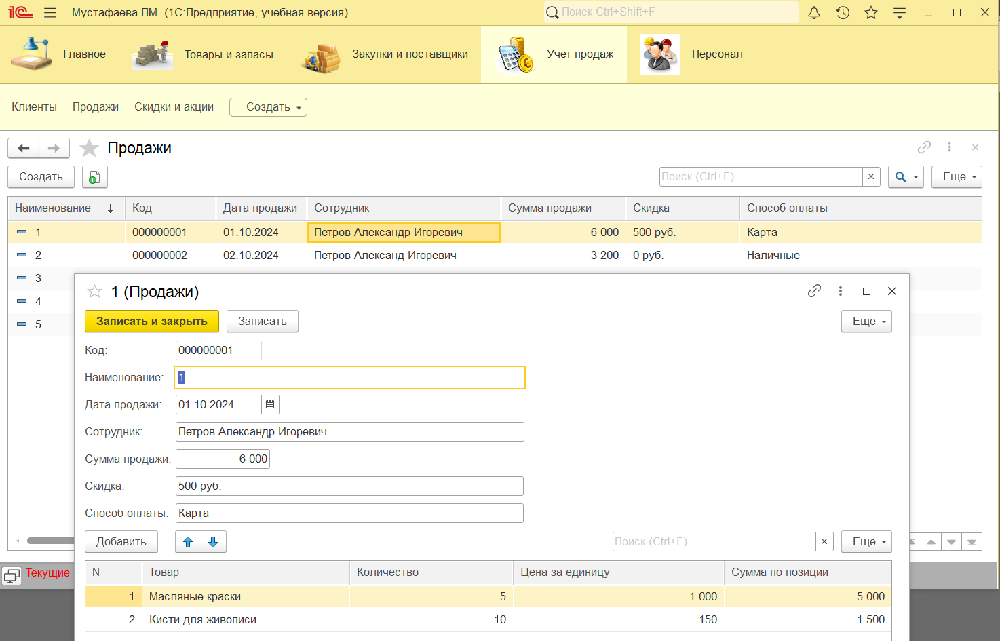 1С Мустафаева ПМ (1С:Предприятие, учебная версия) Поиск Ctrl+Shift+F
Главное Товары и запасы Закупки и поставщики Учет продаж Персонал
Клиенты Продажи Скидки и акции Создать
Продажи
Создать Поиск (Ctrl+F) × Еще
Наименование ↓ Код Дата продажи Сотрудник Сумма продажи Скидка Способ оплаты
1 000000001 01.10.2024 Петров Александр Игоревич 6 000 500 руб. Карта
2 000000002 02.10.2024 Петров Александ Игоревич 3 200 0 руб. Наличные
3
4
5
1 (Продажи)
Записать и закрыть Записать Еще
Код: 000000001
Наименование: 1
Дата продажи: 01.10.2024
Сотрудник: Петров Александр Игоревич
Сумма продажи: 6 000
Скидка: 500 руб.
Способ оплаты: Карта
Добавить Поиск (Ctrl+F) × Еще
Текущие
N Товар Количество Цена за единицу Сумма по позиции
1 Масляные краски 5 1 000 5 000
2 Кисти для живописи 10 150 1 500